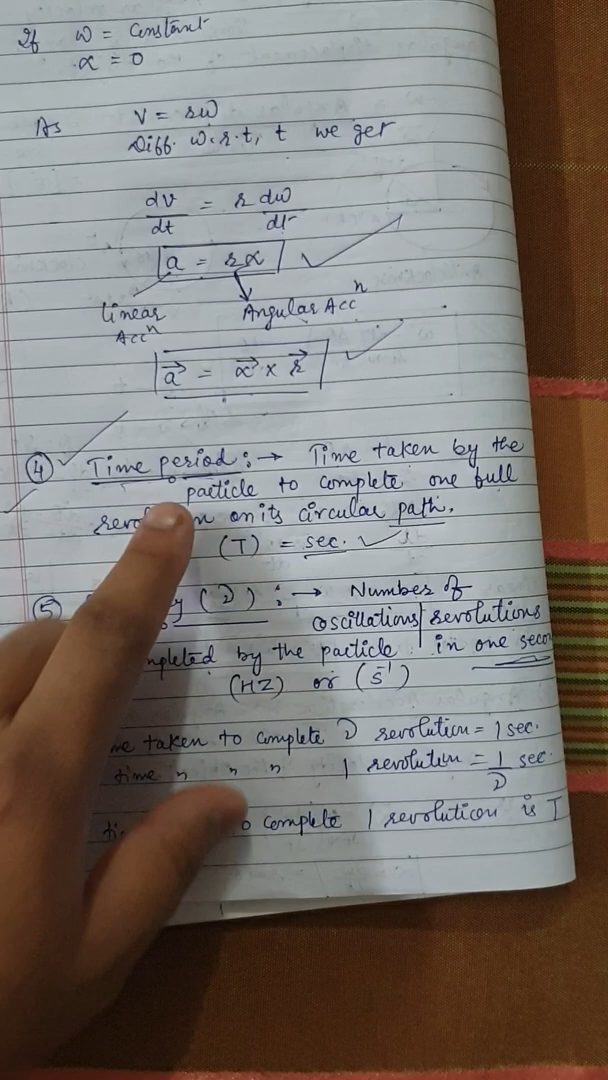 If ω = Constant
α = 0
As V = rω
Diff. w.r.t, t we get
dv/dt = r dω/dt
a = rα
Linear Accⁿ Angular Accⁿ
a⃗ = α⃗ × r⃗
④ Time period :→ Time taken by the
particle to complete one full
on its circular path.
(T) = sec.
⑤ (ν) :→ Number of
oscillations/revolutions
by the particle in one
(HZ) or (S⁻¹)
taken to complete ν revolution = 1 sec.
time " " " 1 revolution = 1/ν sec
complete 1 revolution is T